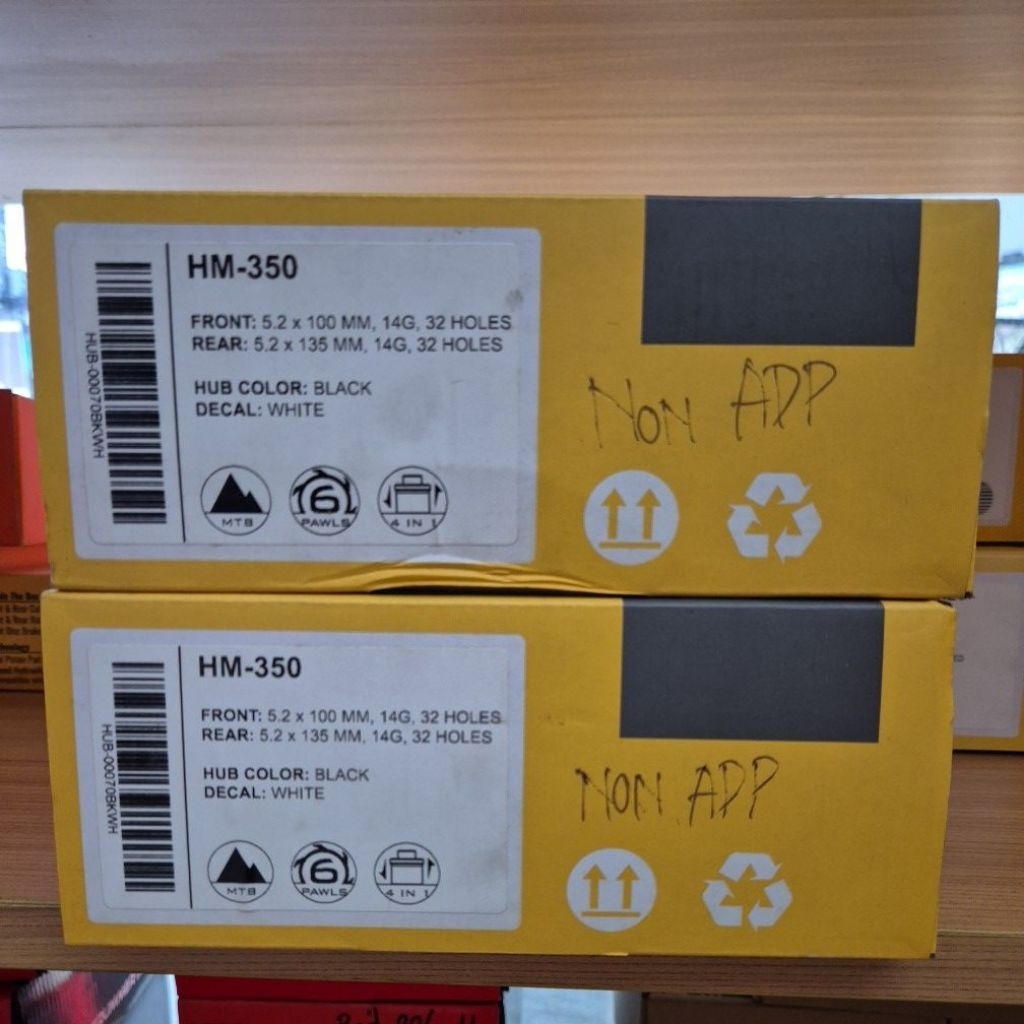 HM-350
FRONT: 5.2 x 100 MM, 14G, 32 HOLES
REAR: 5.2 x 135 MM, 14G, 32 HOLES
HUB COLOR: BLACK
DECAL: WHITE
HUB-00070BKWH
MTB
6
PAWLS
4 IN 1
NON ADP
HM-350
FRONT: 5.2 x 100 MM, 14G, 32 HOLES
REAR: 5.2 x 135 MM, 14G, 32 HOLES
HUB COLOR: BLACK
DECAL: WHITE
HUB-00070BKWH
MTB
6
PAWLS
4 IN 1
NON ADP